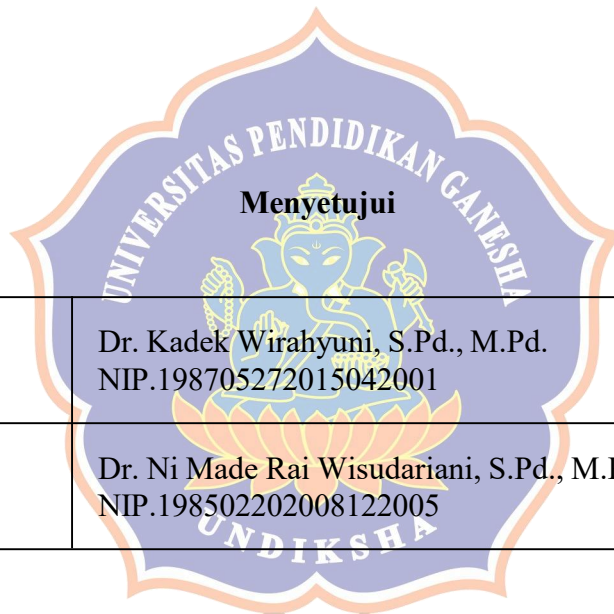 UNIVERSITAS PENDIDIKAN GANESHA
Menyetujui
Dr. Kadek Wirahyuni, S.Pd., M.Pd.
NIP.198705272015042001
Dr. Ni Made Rai Wisudariani, S.Pd., M.
NIP.198502202008122005
UNDIKSHA